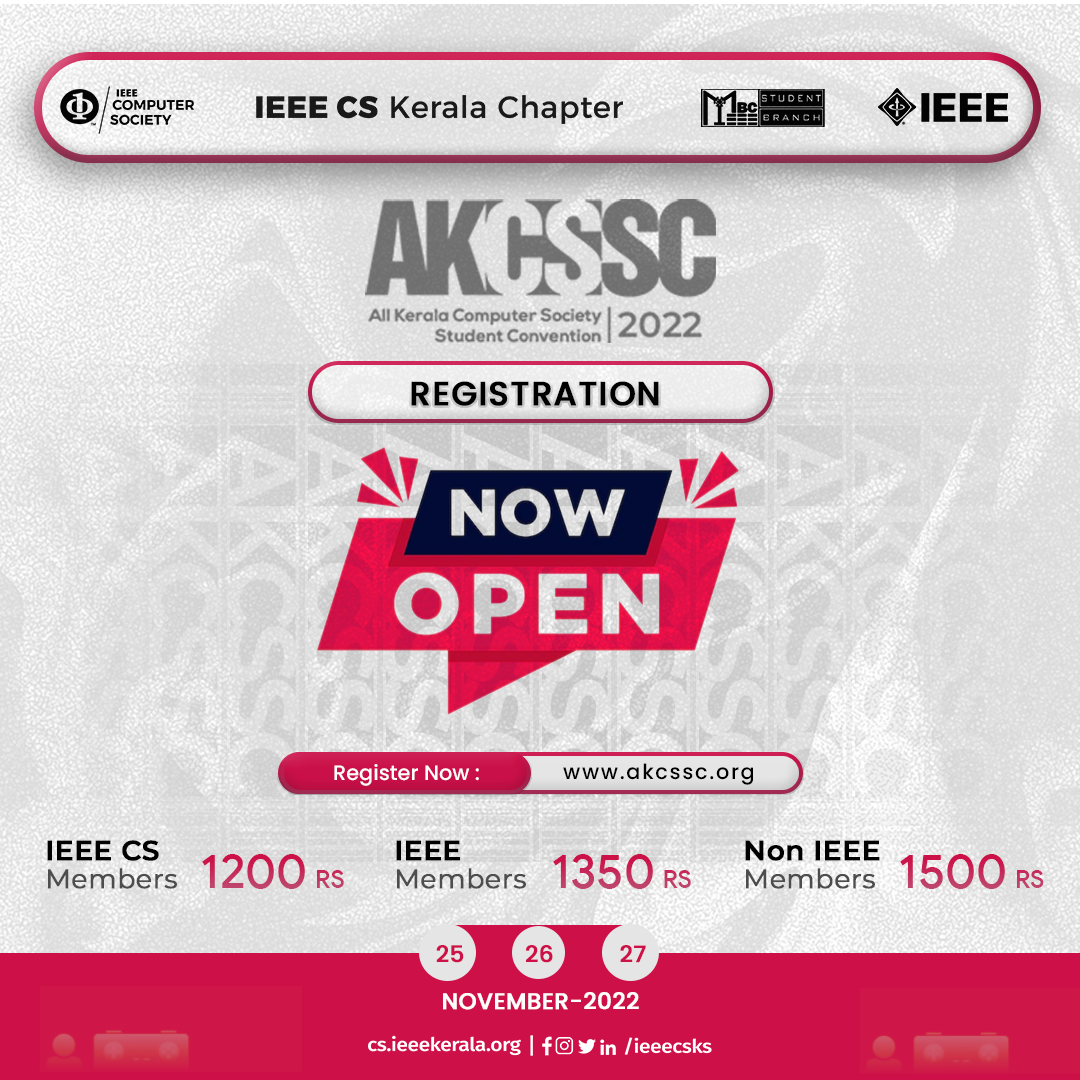 IEEE
COMPUTER
SOCIETY
IEEE CS Kerala Chapter
MBC STUDENT
BRANCH
IEEE
AKCSSC
All Kerala Computer Society
Student Convention
2022
REGISTRATION
NOW
OPEN
Register Now :
www.akcssc.org
IEEE CS
Members
1200 RS
IEEE
Members
1350 RS
Non IEEE
Members
1500 RS
25 26 27
NOVEMBER-2022
cs.ieeekerala.org | /ieeecsks